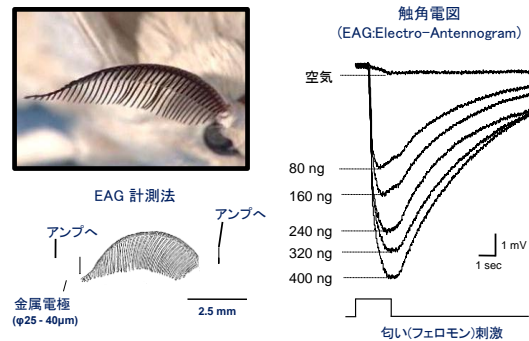 触角電図
(EAG:Electro-Antennogram)
空気
80 ng
160 ng
240 ng
320 ng
400 ng
1 mV
1 sec
匂い(フェロモン)刺激
EAG 計測法
アンプへ
アンプへ
金属電極
(φ25 - 40μm)
2.5 mm